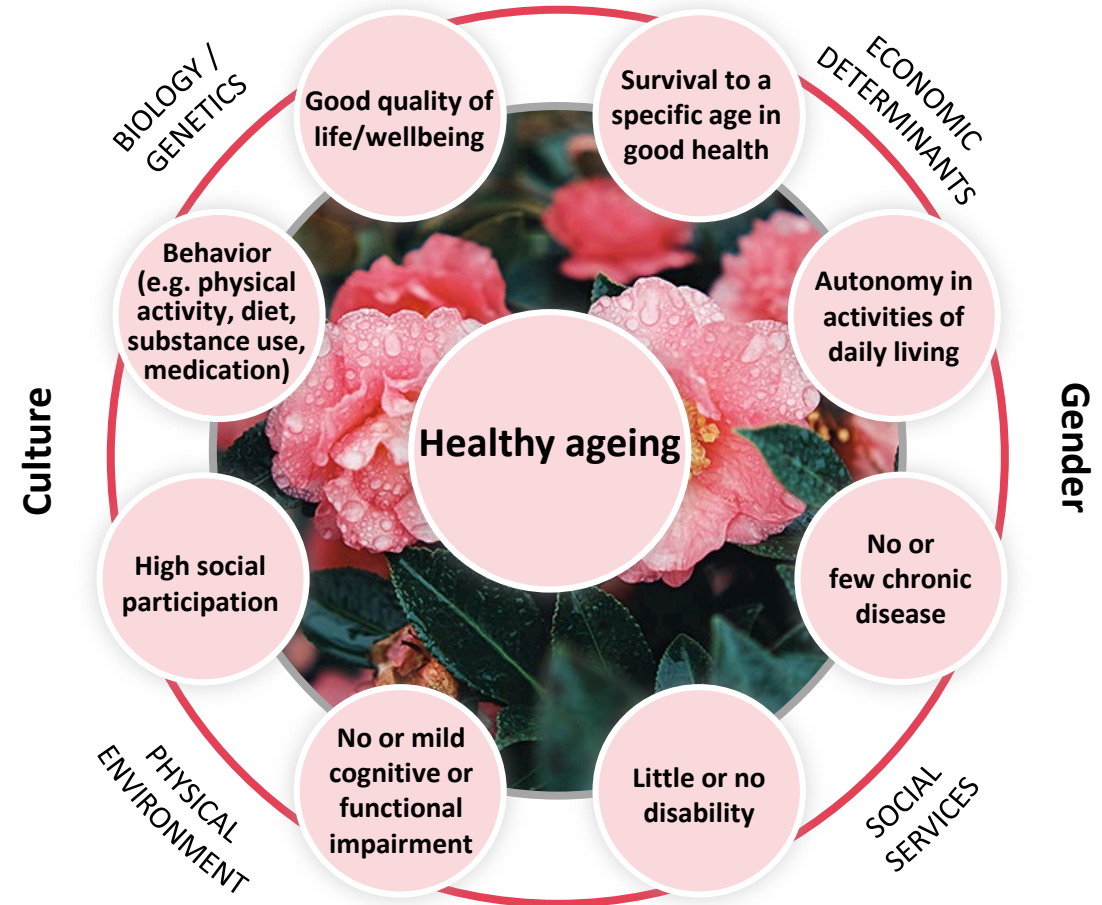 BIOLOGY /
GENETICS
ECONOMIC
DETERMINANTS
Good quality of
life/wellbeing
Survival to a
specific age in
good health
Behavior
(e.g. physical
activity, diet,
substance use,
medication)
Autonomy in
activities of
daily living
Culture
Healthy ageing
Gender
High social
participation
No or
few chronic
disease
No or mild
cognitive or
functional
impairment
Little or no
disability
PHYSICAL
ENVIRONMENT
SOCIAL
SERVICES